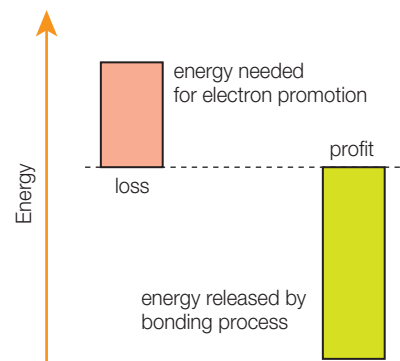 energy needed
for electron promotion
profit
loss
Energy
energy released by
bonding process